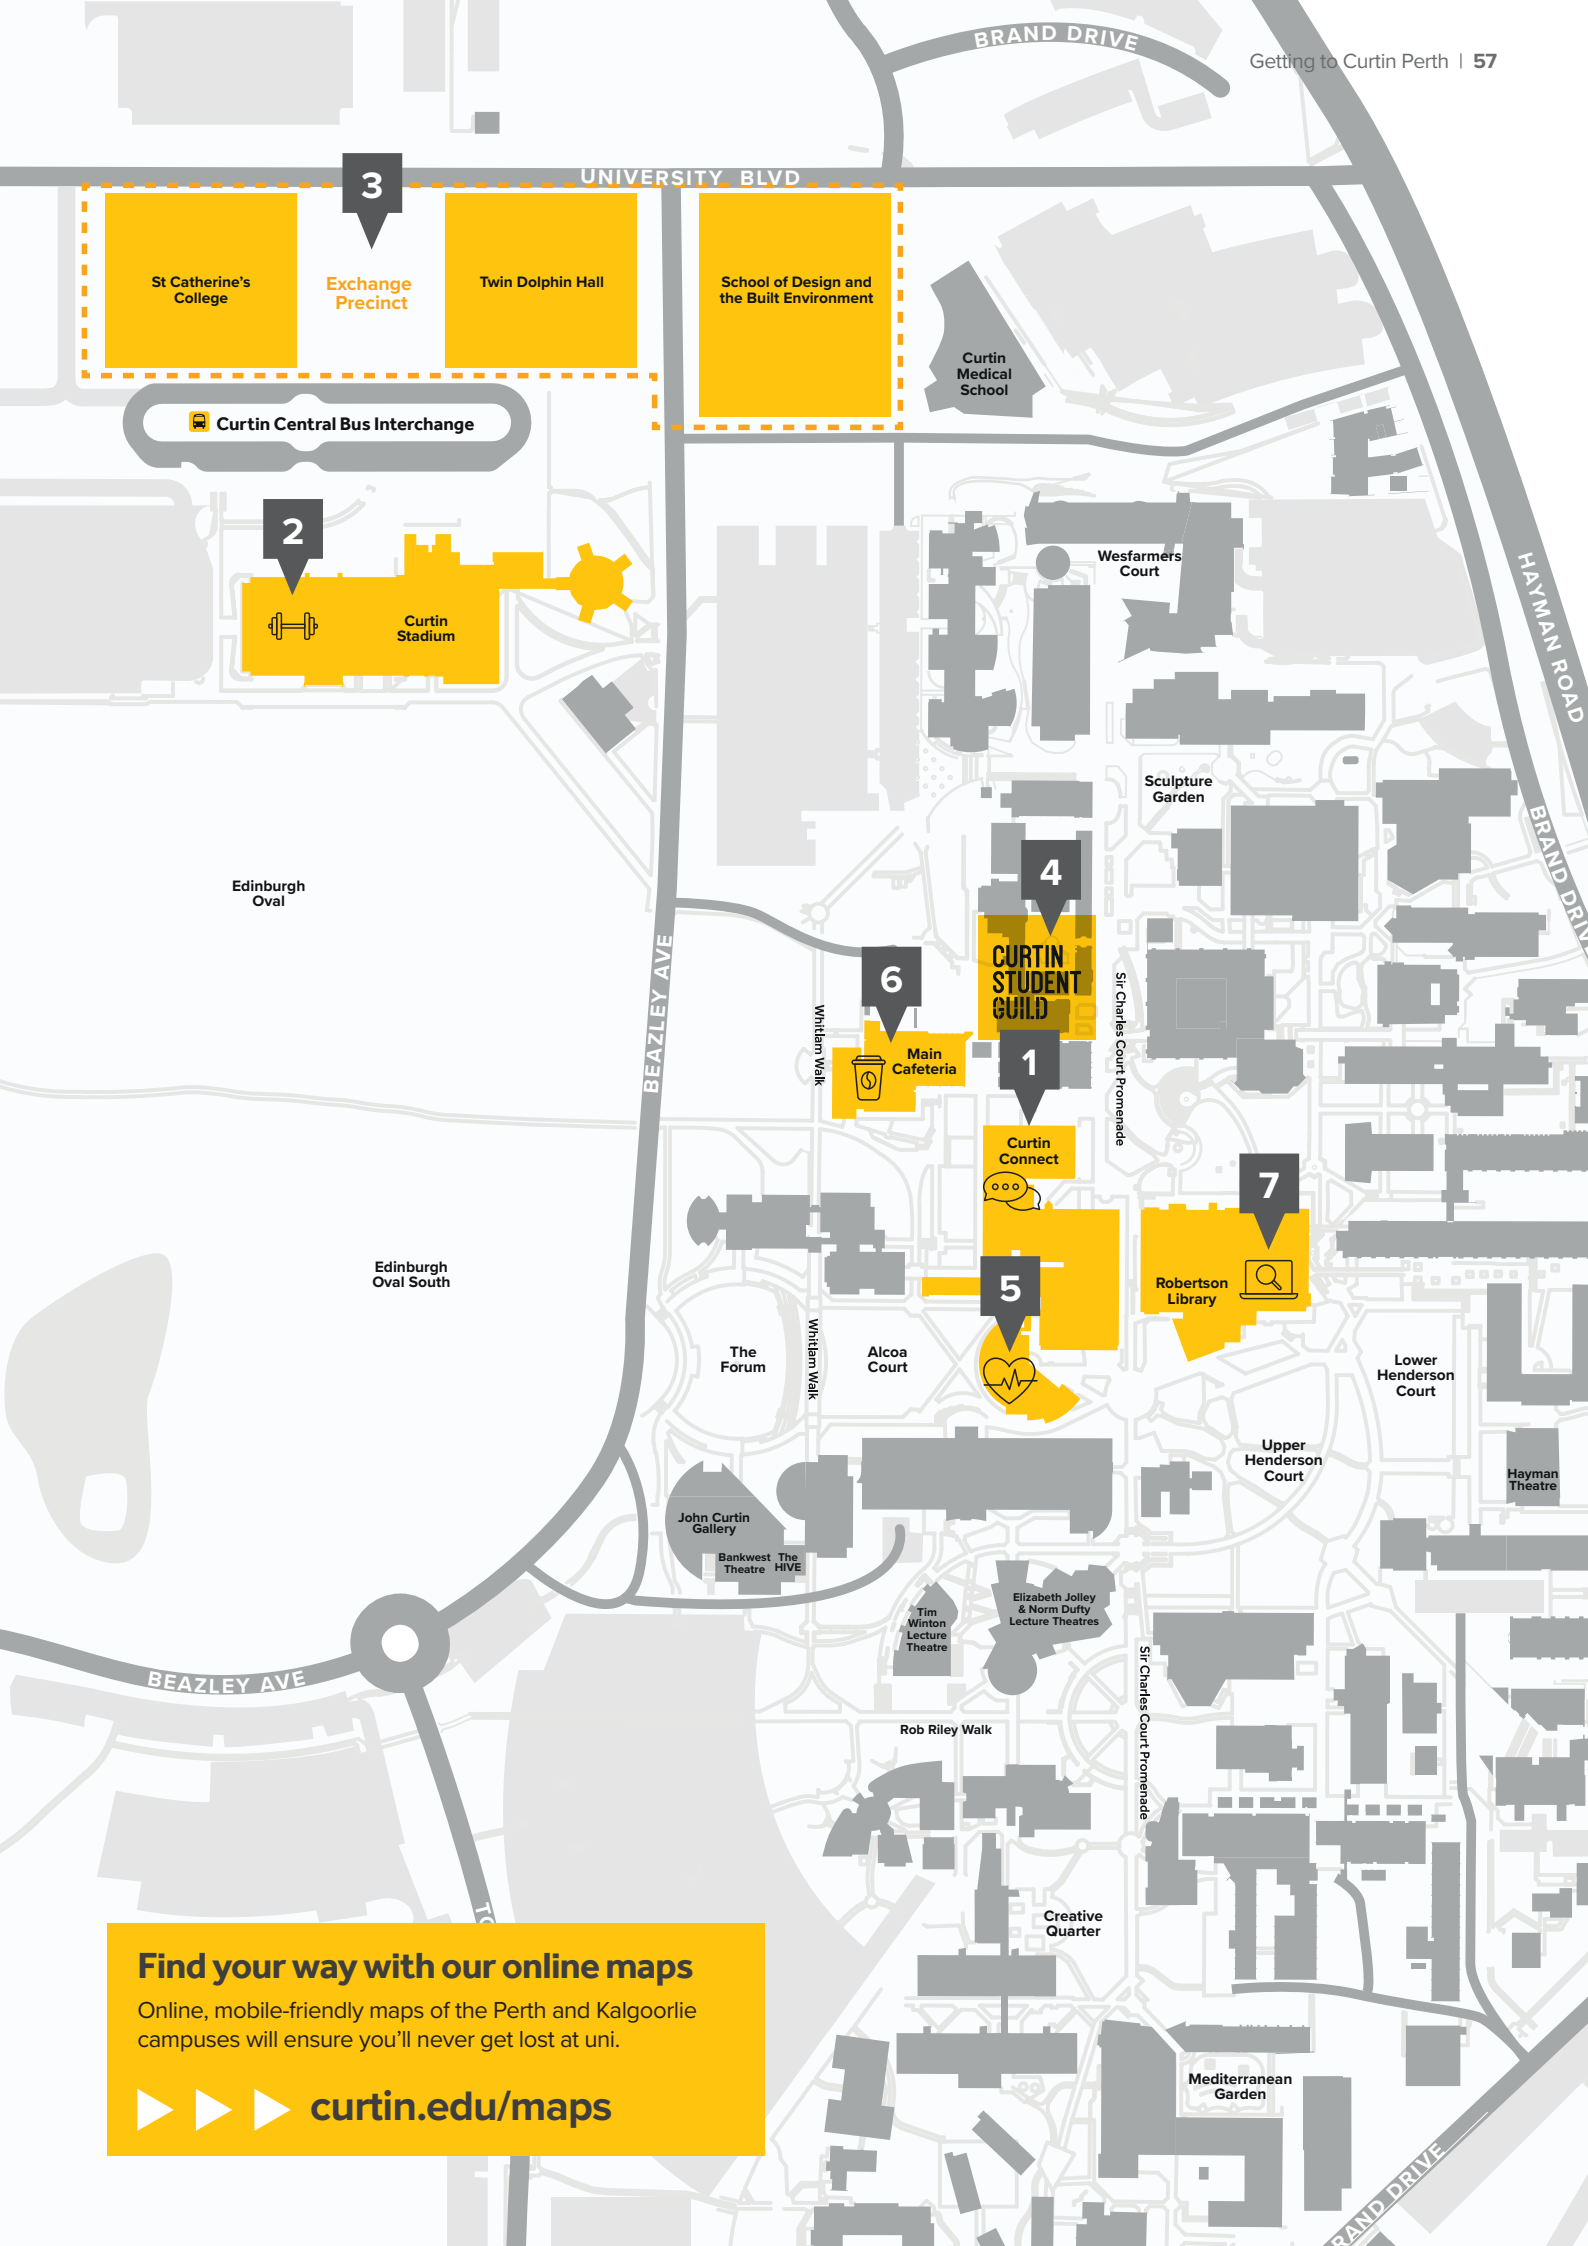 BRAND DRIVE
Getting to Curtin Perth | 57
UNIVERSITY BLVD
3
St Catherine's
College
Exchange
Precinct
Twin Dolphin Hall
School of Design and
the Built Environment
Curtin
Medical
School
Curtin Central Bus Interchange
2
Curtin
Stadium
Wesfarmers
Court
HAYMAN ROAD
Sculpture
Garden
BRAND DRIVE
Edinburgh
Oval
4
CURTIN
STUDENT
GUILD
BEAZLEY AVE
6
Whitlam Walk
Main
Cafeteria
Sir Charles Court Promenade
1
Curtin
Connect
7
Robertson
Library
Edinburgh
Oval South
5
The
Forum
Whitlam Walk
Alcoa
Court
Lower
Henderson
Court
Upper
Henderson
Court
Hayman
Theatre
John Curtin
Gallery
Bankwest
Theatre
The
HIVE
Tim
Winton
Lecture
Theatre
Elizabeth Jolley
& Norm Dufty
Lecture Theatres
BEAZLEY AVE
Sir Charles Court Promenade
Rob Riley Walk
Creative
Quarter
Find your way with our online maps
Online, mobile-friendly maps of the Perth and Kalgoorlie
campuses will ensure you'll never get lost at uni.
curtin.edu/maps
Mediterranean
Garden
RAND DRIVE